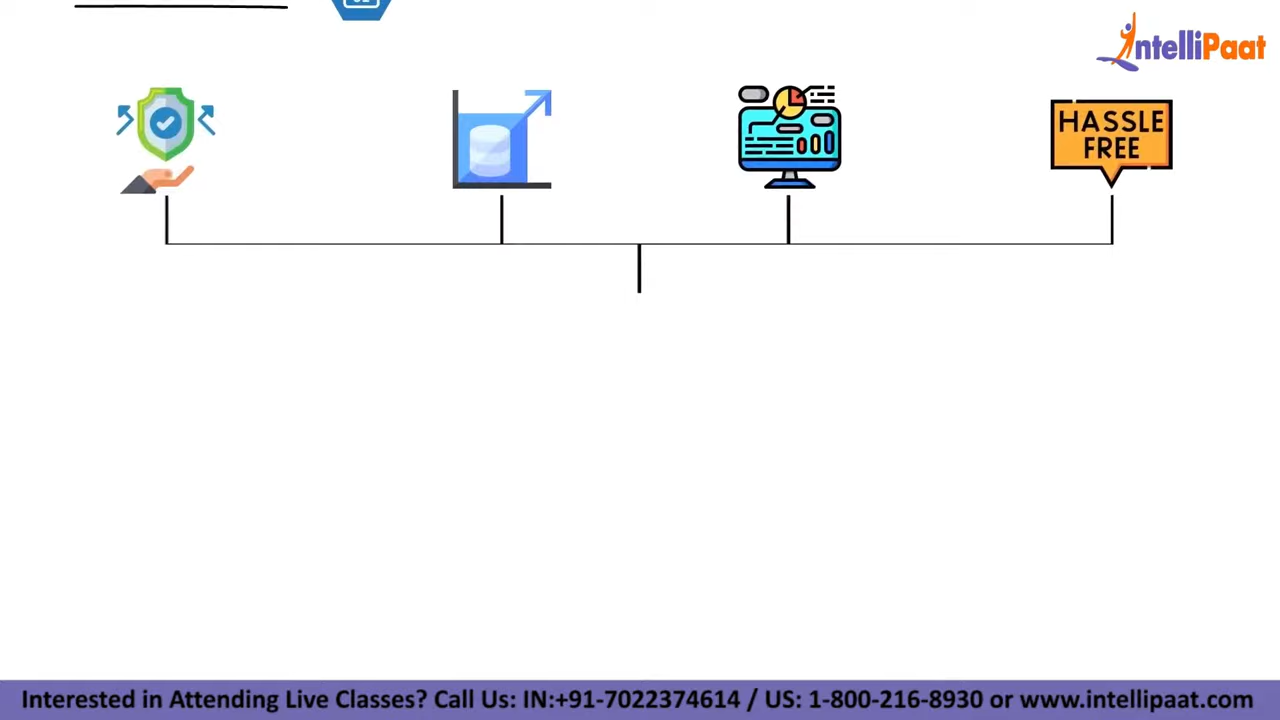 IntelliPaat
HASSLE
FREE
Interested in Attending Live Classes? Call Us: IN:+91-7022374614 / US: 1-800-216-8930 or www.intellipaat.com